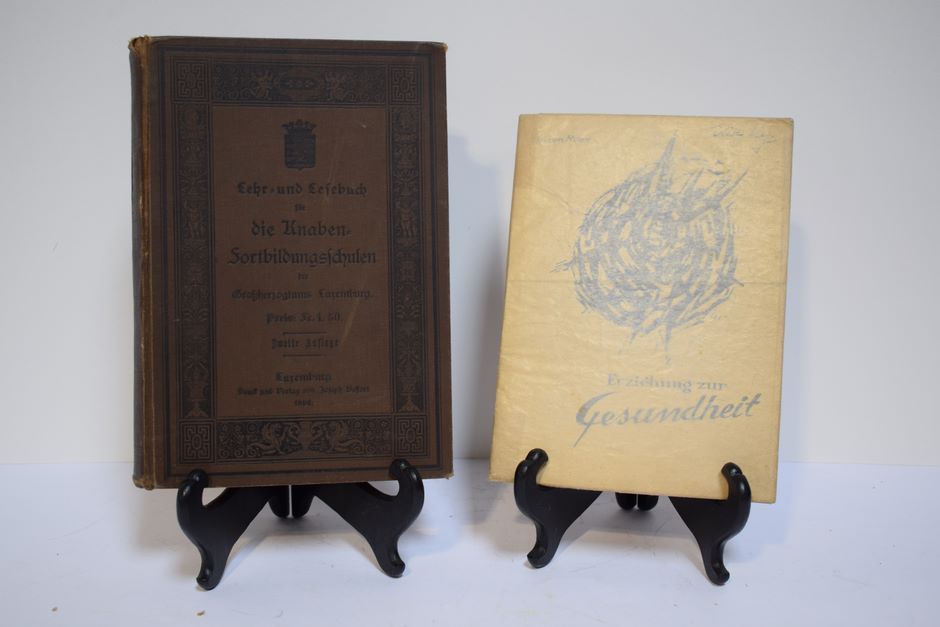 Lehr- und Lesebuch
für
die Knaben-
Fortbildungsschulen
des
Großherzogtums Luxemburg.
Preis: Fr. 1. 50.
Zweite Auflage
Luxemburg
Druck und Verlag von Joseph
Erziehung zur
Gesundheit